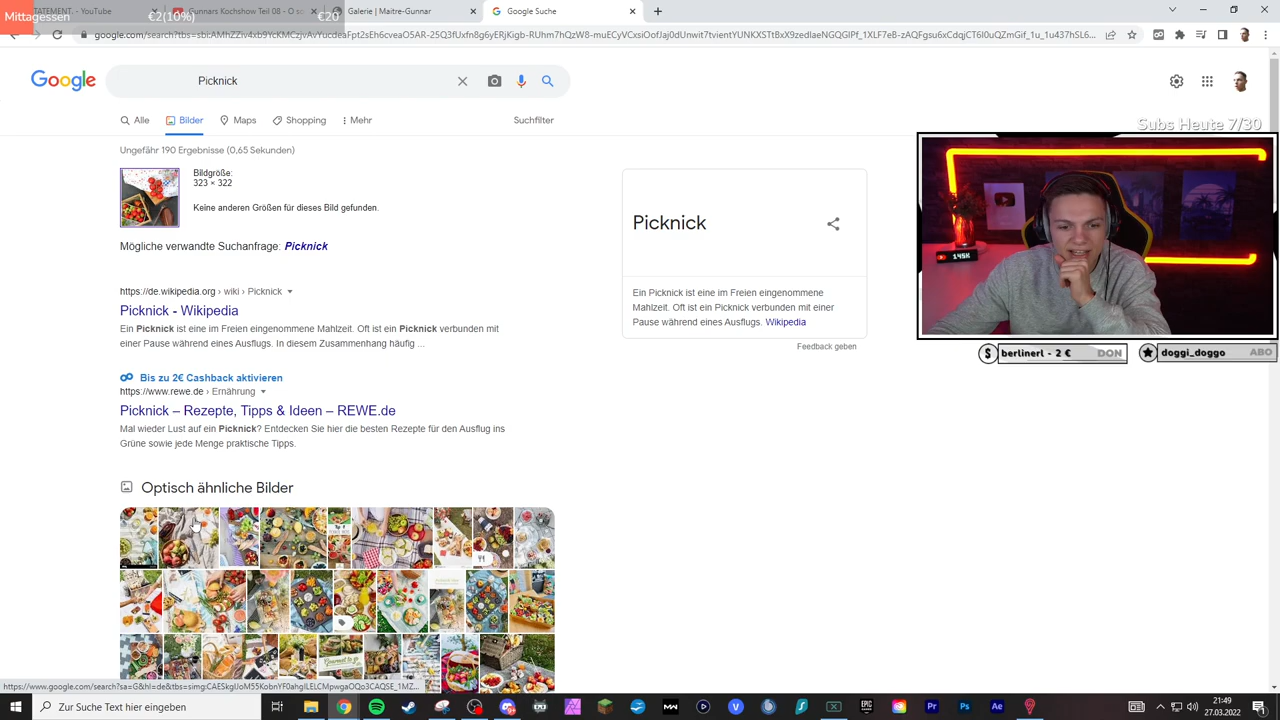 Mittagessen €2(10%) €20
TATEMENT. - YouTube
Gunnars Kochshow Teil 08 - O s
Galerie | Maitre-Gunnar
Google Suche
Google
Picknick
Alle Bilder Maps Shopping Mehr Suchfilter
Ungefähr 190 Ergebnisse (0,65 Sekunden)
Bildgröße:
323 × 322
Keine anderen Größen für dieses Bild gefunden.
Mögliche verwandte Suchanfrage: Picknick
https://de.wikipedia.org › wiki › Picknick
Picknick - Wikipedia
Ein Picknick ist eine im Freien eingenommene Mahlzeit. Oft ist ein Picknick verbunden mit
einer Pause während eines Ausflugs. In diesem Zusammenhang häufig ...
Bis zu 2€ Cashback aktivieren
https://www.rewe.de › Ernährung
Picknick – Rezepte, Tipps & Ideen – REWE.de
Mal wieder Lust auf ein Picknick? Entdecken Sie hier die besten Rezepte für den Ausflug ins
Grüne sowie jede Menge praktische Tipps.
Optisch ähnliche Bilder
Picknick
Ein Picknick ist eine im Freien eingenommene
Mahlzeit. Oft ist ein Picknick verbunden mit einer
Pause während eines Ausflugs. Wikipedia
Feedback geben
Subs Heute 7/30
145K
$ berlinerl - 2 € DON
doggi_doggo ABO
Zur Suche Text hier eingeben
21:49
27.03.2022